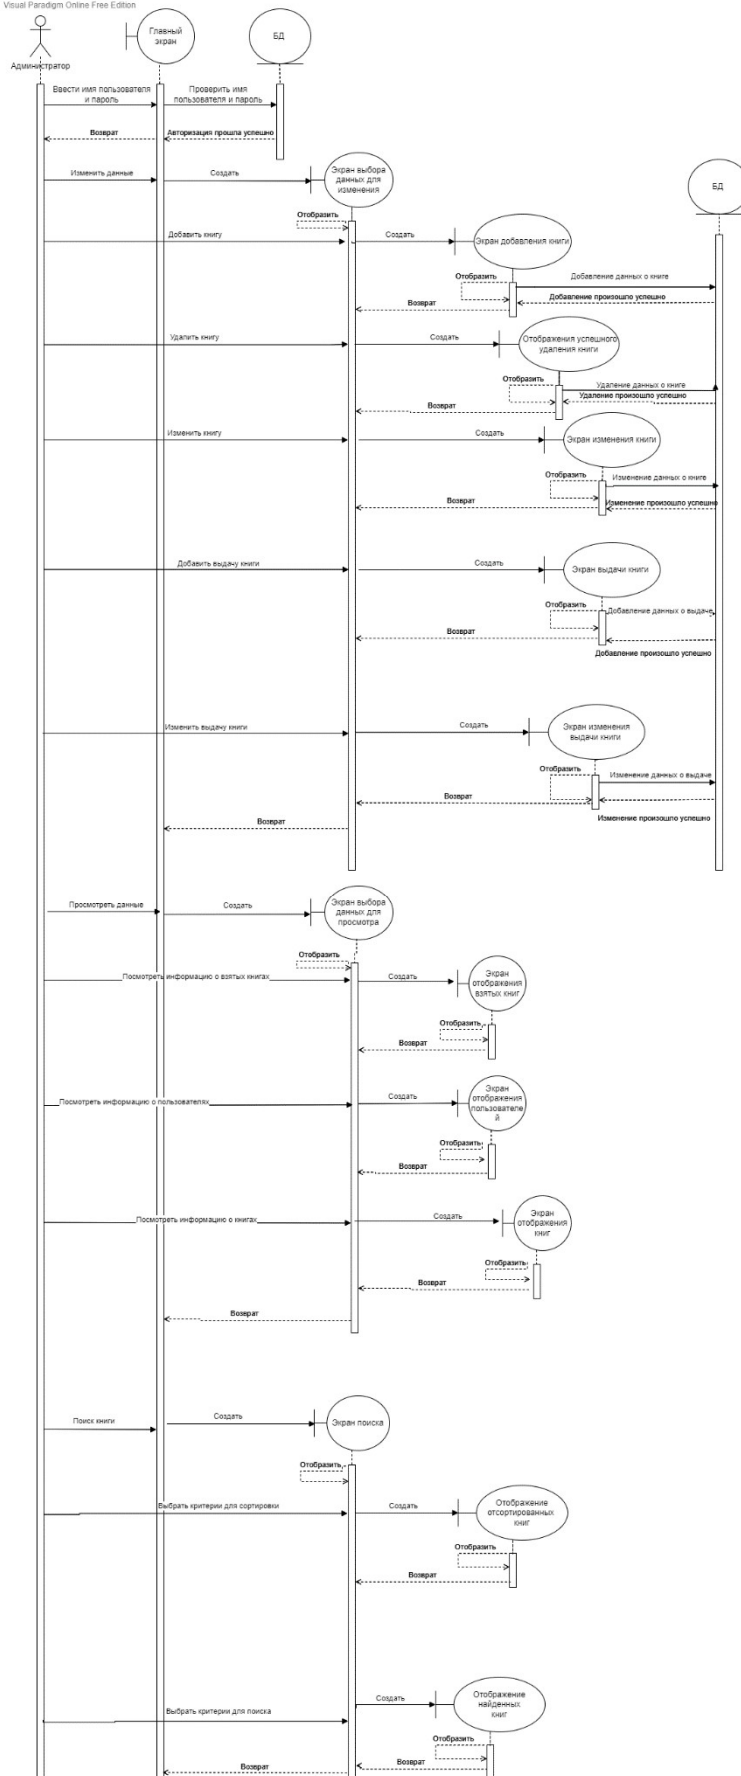 Visual Paradigm Online Free Edition
Главный
экран
БД
Администратор
Ввести имя пользователя
и пароль
Проверить имя
пользователя и пароль
Возврат
Авторизация прошла успешно
Изменить данные
Создать
Экран выбора
данных для
изменения
БД
Отобразить
Добавить книгу
Создать
Экран добавления книги
Отобразить
Добавление данных о книге
Добавление произошло успешно
Возврат
Удалить книгу
Создать
Отображения успешного
удаления книги
Отобразить
Удаление данных о книге
Удаление произошло успешно
Возврат
Изменить книгу
Создать
Экран изменения книги
Отобразить
Изменение данных о книге
Возврат
Изменение произошло успешно
Добавить выдачу книги
Создать
Экран выдачи книги
Отобразить
Добавление данных о выдаче
Возврат
Добавление произошло успешно
Изменить выдачу книги
Создать
Экран изменения
выдачи книги
Отобразить
Изменение данных о выдаче
Возврат
Изменение произошло успешно
Возврат
Просмотреть данные
Создать
Экран выбора
данных для
просмотра
Отобразить
Посмотреть информацию о взятых книгах
Создать
Экран
отображения
взятых книг
Отобразить
Возврат
Посмотреть информацию о пользователях
Создать
Экран
отображения
пользователе
й
Отобразить
Возврат
Посмотреть информацию о книгах
Создать
Экран
отображения
книг
Отобразить
Возврат
Возврат
Поиск книги
Создать
Экран поиска
Отобразить
Выбрать критерии для сортировки
Создать
Отображение
отсортированных
книг
Отобразить
Возврат
Выбрать критерии для поиска
Создать
Отображение
найденных
книг
Отобразить
Возврат
Возврат